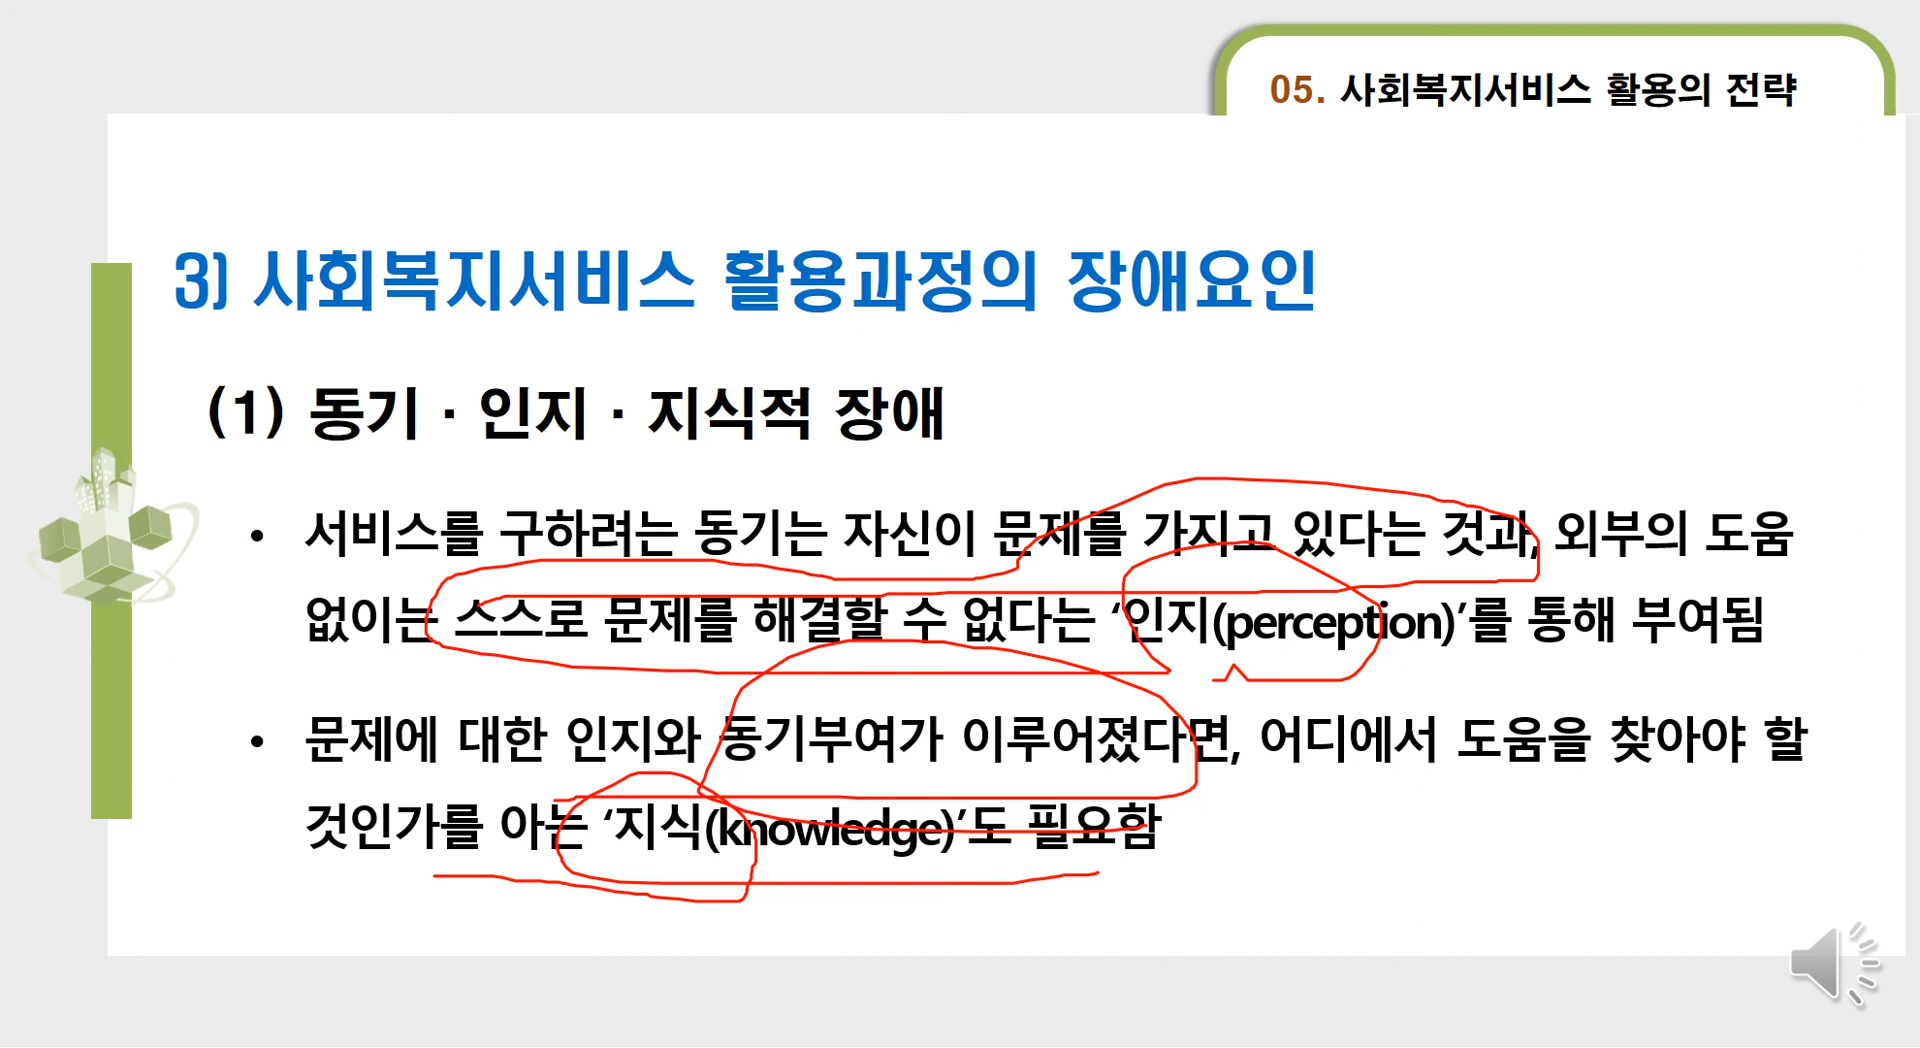 05. 사회복지서비스 활용의 전략
3) 사회복지서비스 활용과정의 장애요인
(1) 동기 · 인지 · 지식적 장애
• 서비스를 구하려는 동기는 자신이 문제를 가지고 있다는 것과, 외부의 도움
없이는 스스로 문제를 해결할 수 없다는 ‘인지(perception)’를 통해 부여됨
• 문제에 대한 인지와 동기부여가 이루어졌다면, 어디에서 도움을 찾아야 할
것인가를 아는 ‘지식(knowledge)’도 필요함